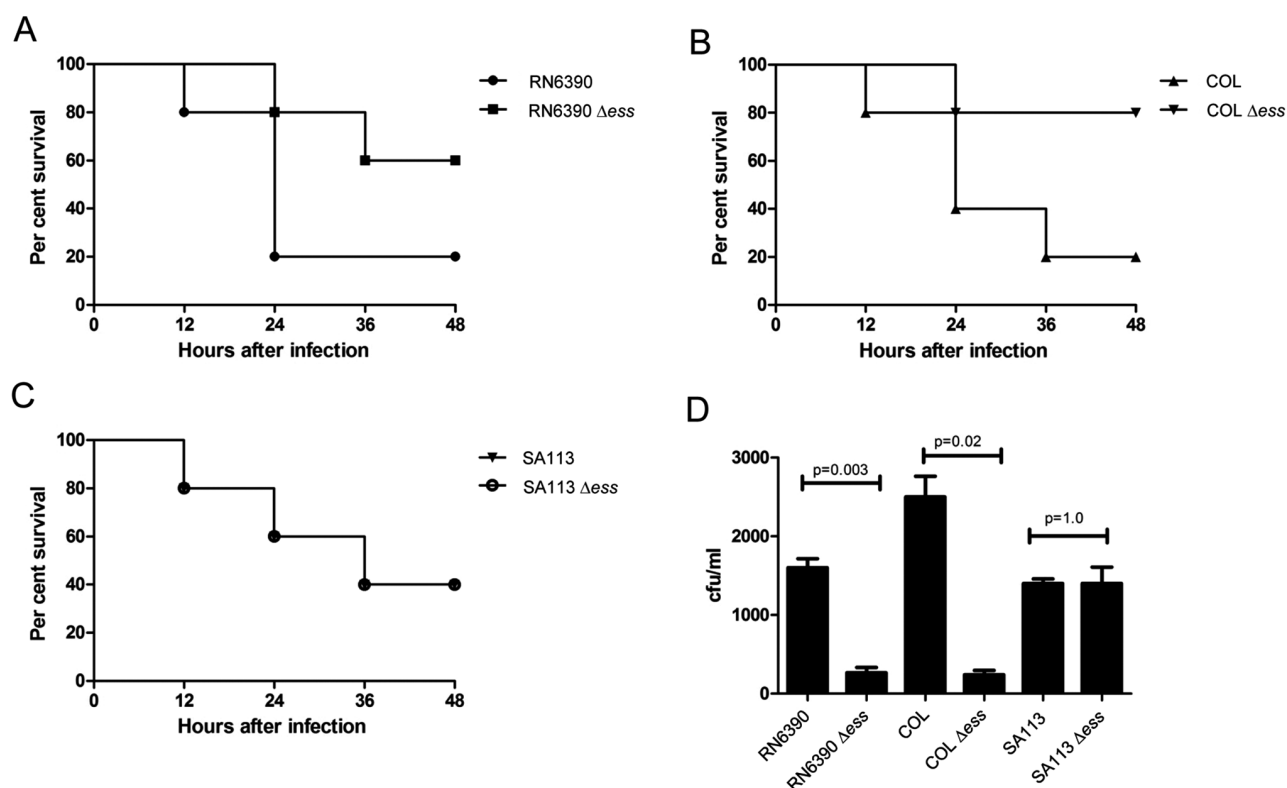 A
100
80
60
40
20
0
Per cent survival
0 12 24 36 48
Hours after infection
RN6390
RN6390 Δess
B
100
80
60
40
20
0
Per cent survival
0 12 24 36 48
Hours after infection
COL
COL Δess
C
100
80
60
40
20
0
Per cent survival
0 12 24 36 48
Hours after infection
SA113
SA113 Δess
D
3000
2000
1000
0
cfu/ml
p=0.003
p=0.02
p=1.0
RN6390
RN6390 Δess
COL
COL Δess
SA113
SA113 Δess